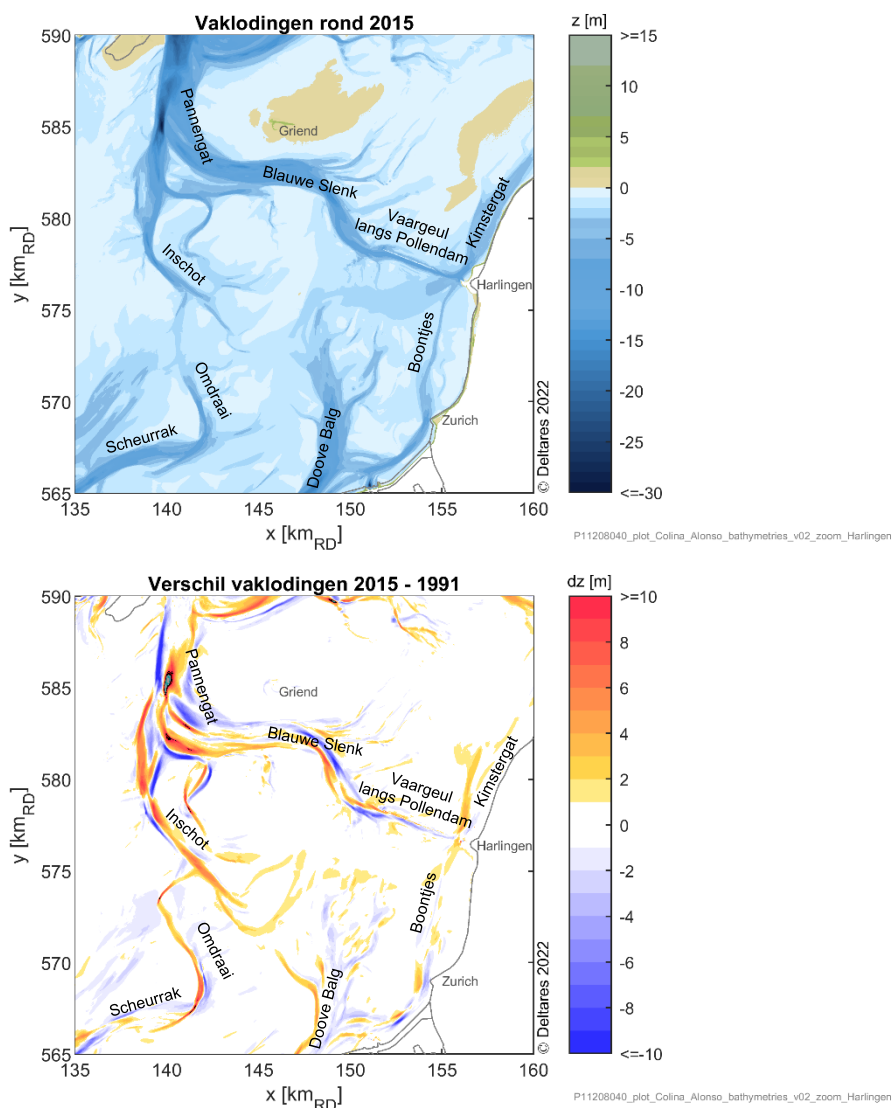 Vaklodingen rond 2015
z [m]
590
585
580
575
570
565
y [km_RD]
135
140
145
150
155
160
x [km_RD]
Pannengat
Griend
Blauwe Slenk
Vaargeul
langs Pollendam
Kimstergat
Inschot
Harlingen
Boontjes
Omdraai
Zurich
Scheurrak
Doove Balg
© Deltares 2022
>=15
10
5
0
-5
-10
-15
-20
-25
<=-30
P11208040_plot_Colina_Alonso_bathymetries_v02_zoom_Harlingen
Verschil vaklodingen 2015 - 1991
dz [m]
590
585
580
575
570
565
y [km_RD]
135
140
145
150
155
160
x [km_RD]
Pannengat
Griend
Blauwe Slenk
Vaargeul
langs Pollendam
Kimstergat
Inschot
Harlingen
Boontjes
Omdraai
Zurich
Scheurrak
Doove Balg
© Deltares 2022
>=10
8
6
4
2
0
-2
-4
-6
-8
<=-10
P11208040_plot_Colina_Alonso_bathymetries_v02_zoom_Harlingen